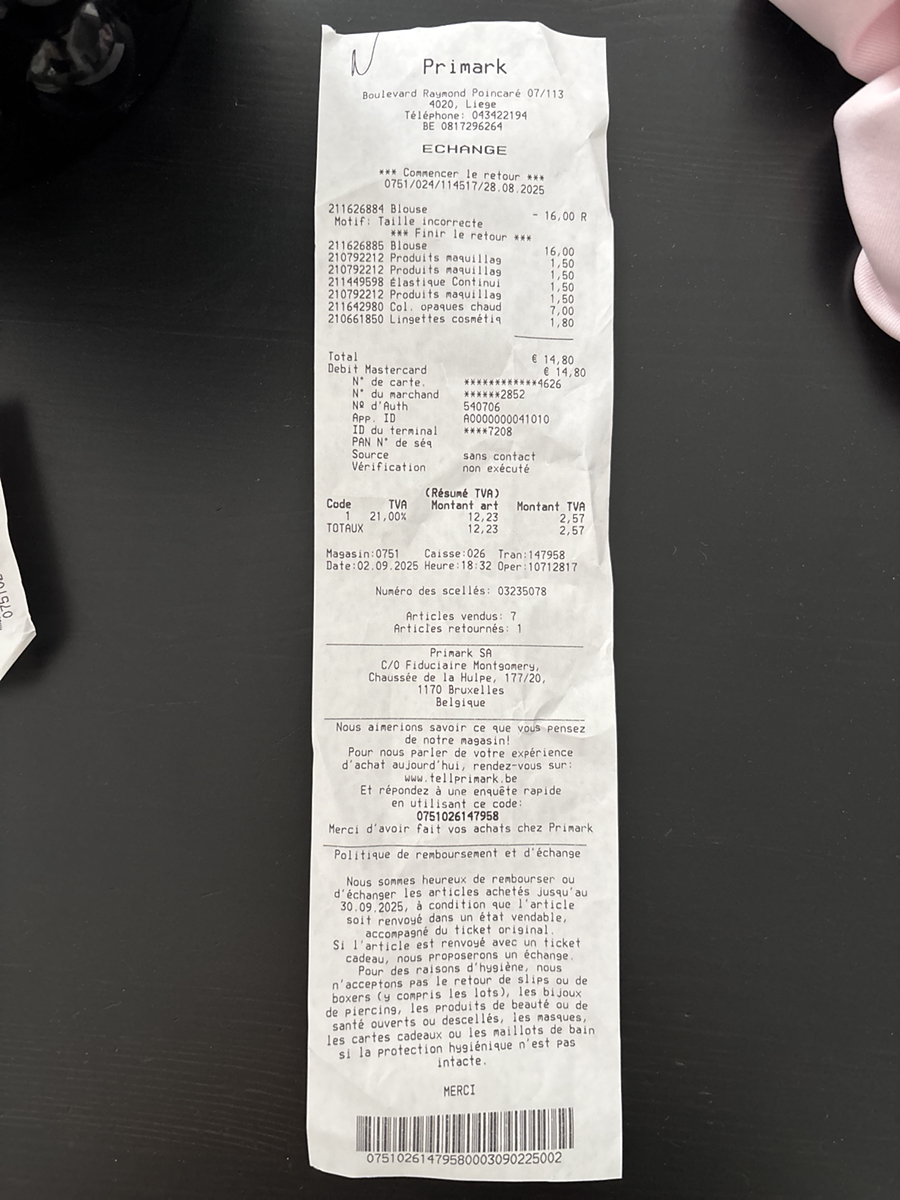 N
Primark
Boulevard Raymond Poincaré 07/113
4020, Liege
Téléphone: 043422194
BE 0817296264
ECHANGE
*** Commencer le retour ***
0751/024/114517/28.08.2025
211626884 Blouse - 16,00 R
Motif: Taille incorrecte
*** Finir le retour ***
211626885 Blouse 16,00
210792212 Produits maquillag 1,50
210792212 Produits maquillag 1,50
211449598 Élastique Continui 1,50
210792212 Produits maquillag 1,50
211642980 Col. opaques chaud 7,00
210661850 Lingettes cosmétiq 1,80
Total € 14,80
Debit Mastercard € 14,80
N° de carte. ************4626
N° du marchand ******2852
Nº d'Auth 540706
App. ID A0000000041010
ID du terminal ****7208
PAN N° de séq
Source sans contact
Vérification non exécuté
(Résumé TVA)
Code TVA Montant art Montant TVA
1 21,00% 12,23 2,57
TOTAUX 12,23 2,57
Magasin:0751 Caisse:026 Tran:147958
Date:02.09.2025 Heure:18:32 Oper:10712817
Numéro des scellés: 03235078
Articles vendus: 7
Articles retournés: 1
Primark SA
C/O Fiduciaire Montgomery,
Chaussée de la Hulpe, 177/20,
1170 Bruxelles
Belgique
Nous aimerions savoir ce que vous pensez
de notre magasin!
Pour nous parler de votre expérience
d'achat aujourd'hui, rendez-vous sur:
www.tellprimark.be
Et répondez à une enquête rapide
en utilisant ce code:
0751026147958
Merci d'avoir fait vos achats chez Primark
Politique de remboursement et d'échange
Nous sommes heureux de rembourser ou
d'échanger les articles achetés jusqu'au
30.09.2025, à condition que l'article
soit renvoyé dans un état vendable,
accompagné du ticket original.
Si l'article est renvoyé avec un ticket
cadeau, nous proposerons un échange.
Pour des raisons d'hygiène, nous
n'acceptons pas le retour de slips ou de
boxers (y compris les lots), les bijoux
de piercing, les produits de beauté ou de
santé ouverts ou descellés, les masques,
les cartes cadeaux ou les maillots de bain
si la protection hygiénique n'est pas
intacte.
MERCI
07510261479580003090225002